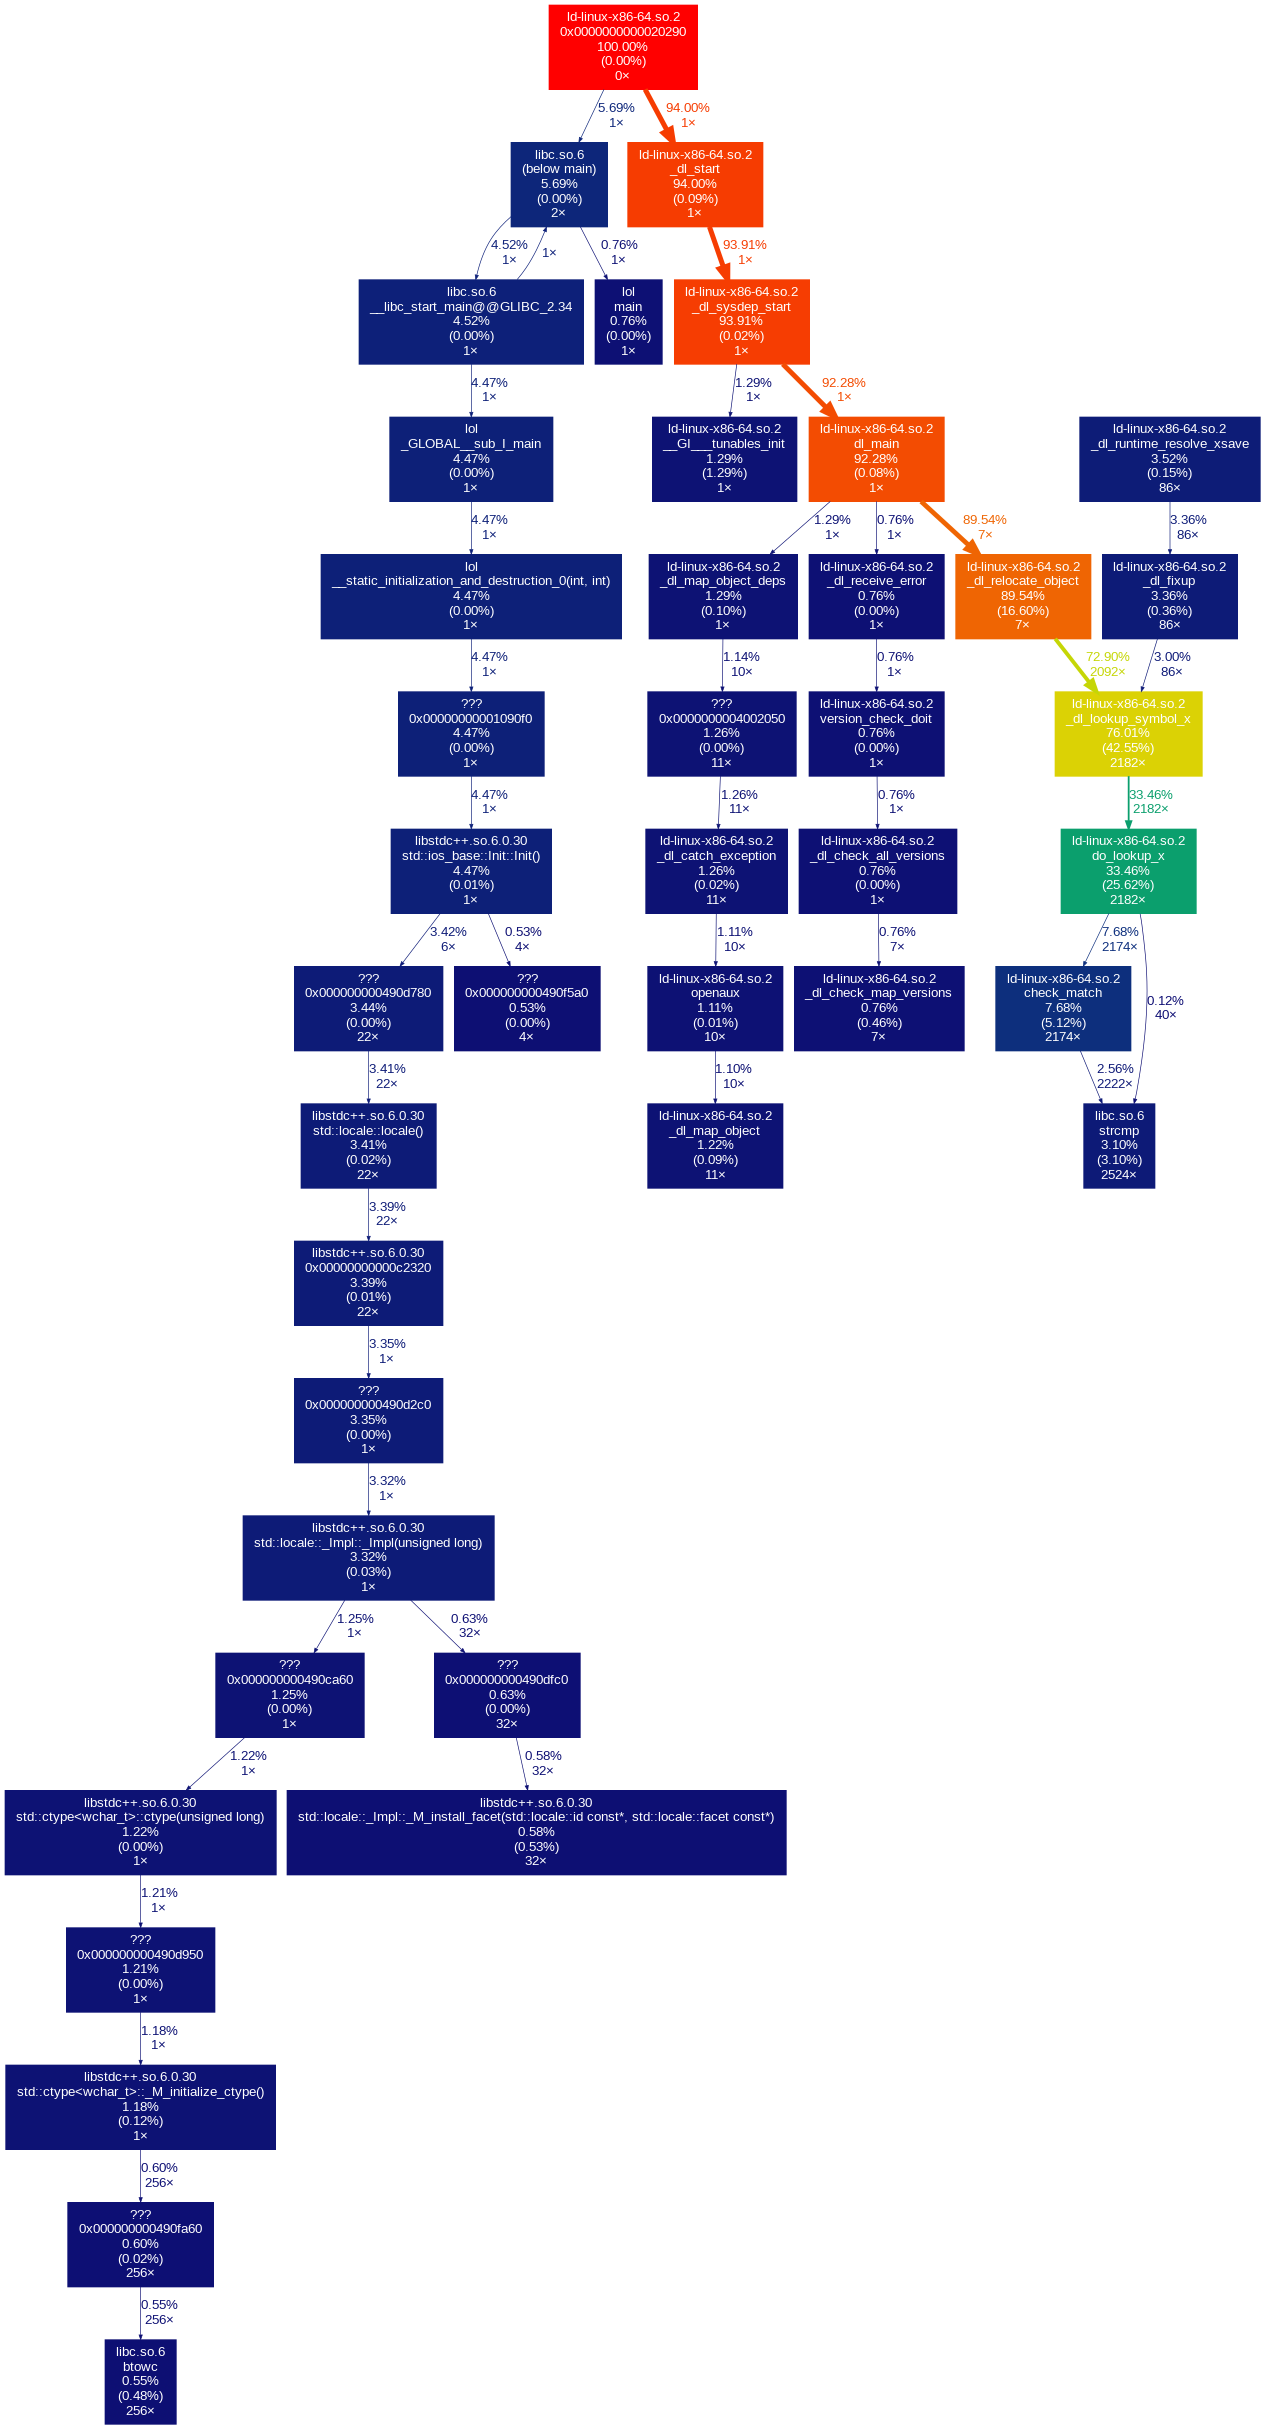 ld-linux-x86-64.so.2
0x0000000000020290
100.00%
(0.00%)
0×
5.69%
1×
94.00%
1×
libc.so.6
(below main)
5.69%
(0.00%)
2×
ld-linux-x86-64.so.2
_dl_start
94.00%
(0.09%)
1×
4.52%
1×
1×
0.76%
1×
93.91%
1×
libc.so.6
__libc_start_main@@GLIBC_2.34
4.52%
(0.00%)
1×
lol
main
0.76%
(0.00%)
1×
ld-linux-x86-64.so.2
_dl_sysdep_start
93.91%
(0.02%)
1×
4.47%
1×
1.29%
1×
92.28%
1×
lol
_GLOBAL__sub_I_main
4.47%
(0.00%)
1×
ld-linux-x86-64.so.2
__GI___tunables_init
1.29%
(1.29%)
1×
ld-linux-x86-64.so.2
dl_main
92.28%
(0.08%)
1×
ld-linux-x86-64.so.2
_dl_runtime_resolve_xsave
3.52%
(0.15%)
86×
4.47%
1×
1.29%
1×
0.76%
1×
89.54%
7×
3.36%
86×
lol
__static_initialization_and_destruction_0(int, int)
4.47%
(0.00%)
1×
ld-linux-x86-64.so.2
_dl_map_object_deps
1.29%
(0.10%)
1×
ld-linux-x86-64.so.2
_dl_receive_error
0.76%
(0.00%)
1×
ld-linux-x86-64.so.2
_dl_relocate_object
89.54%
(16.60%)
7×
ld-linux-x86-64.so.2
_dl_fixup
3.36%
(0.36%)
86×
4.47%
1×
1.14%
10×
0.76%
1×
72.90%
2092×
3.00%
86×
???
0x00000000001090f0
4.47%
(0.00%)
1×
???
0x0000000004002050
1.26%
(0.00%)
11×
ld-linux-x86-64.so.2
version_check_doit
0.76%
(0.00%)
1×
ld-linux-x86-64.so.2
_dl_lookup_symbol_x
76.01%
(42.55%)
2182×
4.47%
1×
1.26%
11×
0.76%
1×
33.46%
2182×
libstdc++.so.6.0.30
std::ios_base::Init::Init()
4.47%
(0.01%)
1×
ld-linux-x86-64.so.2
_dl_catch_exception
1.26%
(0.02%)
11×
ld-linux-x86-64.so.2
_dl_check_all_versions
0.76%
(0.00%)
1×
ld-linux-x86-64.so.2
do_lookup_x
33.46%
(25.62%)
2182×
3.42%
6×
0.53%
4×
1.11%
10×
0.76%
7×
7.68%
2174×
0.12%
40×
???
0x000000000490d780
3.44%
(0.00%)
22×
???
0x000000000490f5a0
0.53%
(0.00%)
4×
ld-linux-x86-64.so.2
openaux
1.11%
(0.01%)
10×
ld-linux-x86-64.so.2
_dl_check_map_versions
0.76%
(0.46%)
7×
ld-linux-x86-64.so.2
check_match
7.68%
(5.12%)
2174×
3.41%
22×
1.10%
10×
2.56%
2222×
libstdc++.so.6.0.30
std::locale::locale()
3.41%
(0.02%)
22×
ld-linux-x86-64.so.2
_dl_map_object
1.22%
(0.09%)
11×
libc.so.6
strcmp
3.10%
(3.10%)
2524×
3.39%
22×
libstdc++.so.6.0.30
0x00000000000c2320
3.39%
(0.01%)
22×
3.35%
1×
???
0x000000000490d2c0
3.35%
(0.00%)
1×
3.32%
1×
libstdc++.so.6.0.30
std::locale::_Impl::_Impl(unsigned long)
3.32%
(0.03%)
1×
1.25%
1×
0.63%
32×
???
0x000000000490ca60
1.25%
(0.00%)
1×
???
0x000000000490dfc0
0.63%
(0.00%)
32×
1.22%
1×
0.58%
32×
libstdc++.so.6.0.30
std::ctype<wchar_t>::ctype(unsigned long)
1.22%
(0.00%)
1×
libstdc++.so.6.0.30
std::locale::_Impl::_M_install_facet(std::locale::id const*, std::locale::facet const*)
0.58%
(0.53%)
32×
1.21%
1×
???
0x000000000490d950
1.21%
(0.00%)
1×
1.18%
1×
libstdc++.so.6.0.30
std::ctype<wchar_t>::_M_initialize_ctype()
1.18%
(0.12%)
1×
0.60%
256×
???
0x000000000490fa60
0.60%
(0.02%)
256×
0.55%
256×
libc.so.6
btowc
0.55%
(0.48%)
256×